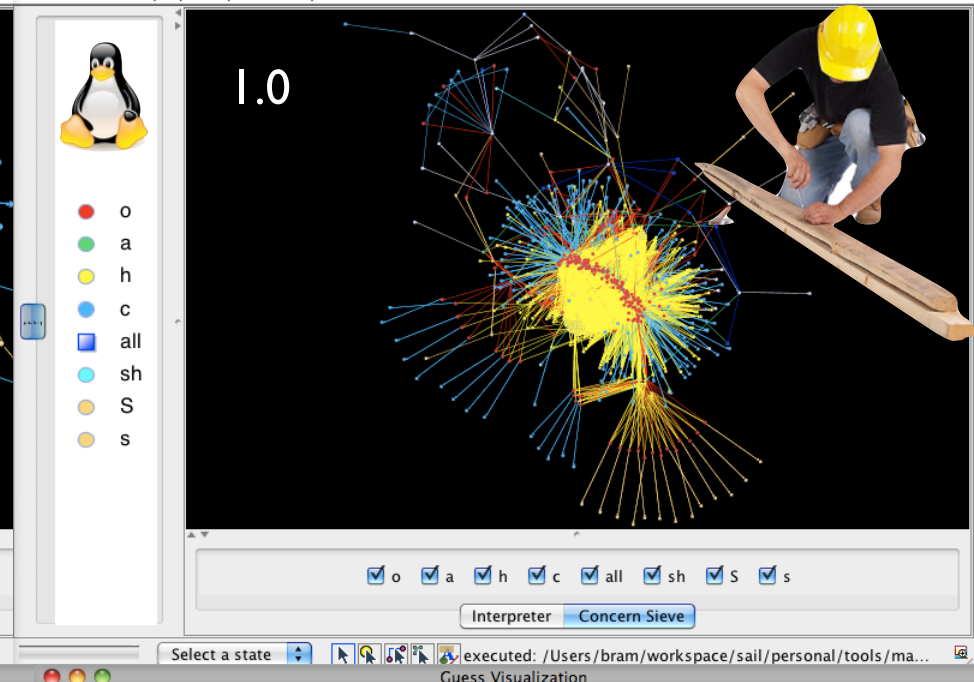 1.0
o
a
h
c
all
sh
S
s
o a h c all sh S s
Interpreter Concern Sieve
Select a state executed: /Users/bram/workspace/sail/personal/tools/ma...
Guess Visualization